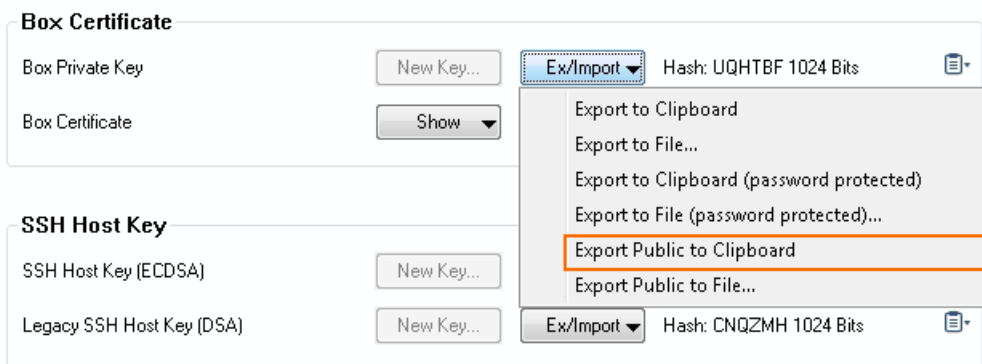 Box Certificate
Box Private Key New Key... Ex/Import Hash: UQHTBF 1024 Bits
Export to Clipboard
Box Certificate Show
Export to File...
Export to Clipboard (password protected)
Export to File (password protected)...
SSH Host Key
Export Public to Clipboard
SSH Host Key (ECDSA) New Key...
Export Public to File...
Legacy SSH Host Key (DSA) New Key... Ex/Import Hash: CNQZMH 1024 Bits